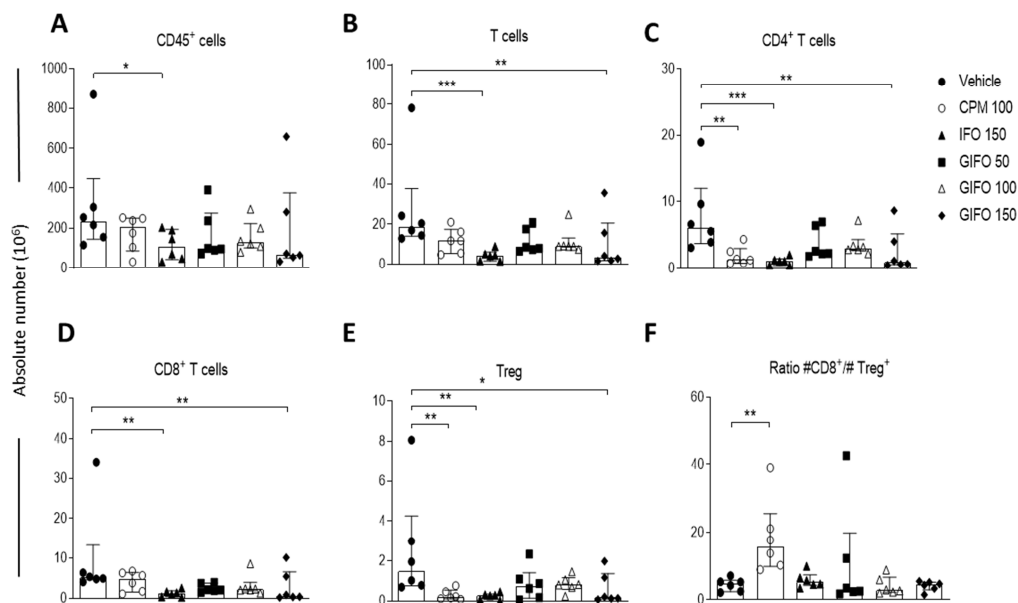 A
CD45+ cells
*
1000
800
600
400
200
0
B
T cells
**
***
100
80
60
40
20
0
C
CD4+ T cells
**
***
**
30
20
10
0
Vehicle
CPM 100
IFO 150
GIFO 50
GIFO 100
GIFO 150
Absolute number (10⁶)
D
CD8+ T cells
**
**
50
40
30
20
10
0
E
Treg
*
**
**
10
8
6
4
2
0
F
Ratio #CD8+/# Treg+
**
60
40
20
0